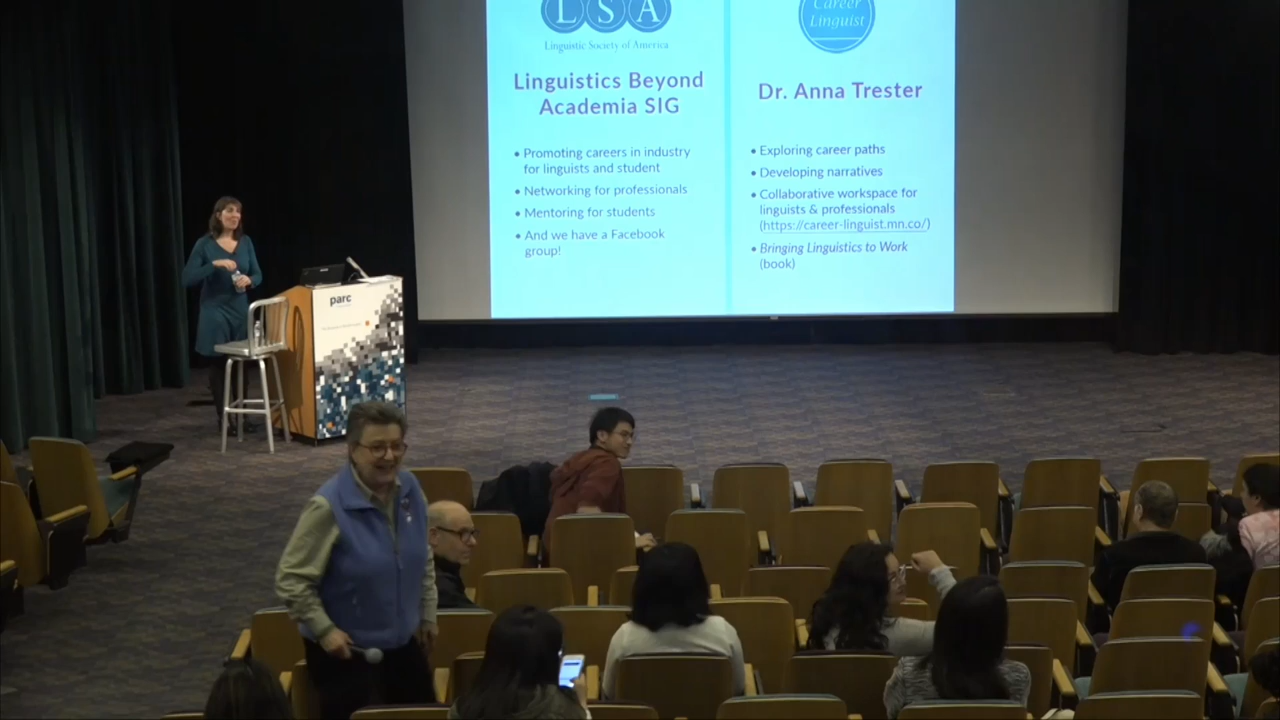 LSA
Linguistic Society of America
Linguistics Beyond
Academia SIG
• Promoting careers in industry
for linguists and student
• Networking for professionals
• Mentoring for students
• And we have a Facebook
group!
Career
Linguist
Dr. Anna Trester
• Exploring career paths
• Developing narratives
• Collaborative workspace for
linguists & professionals
(https://career-linguist.mn.co/)
• Bringing Linguistics to Work
(book)
parc